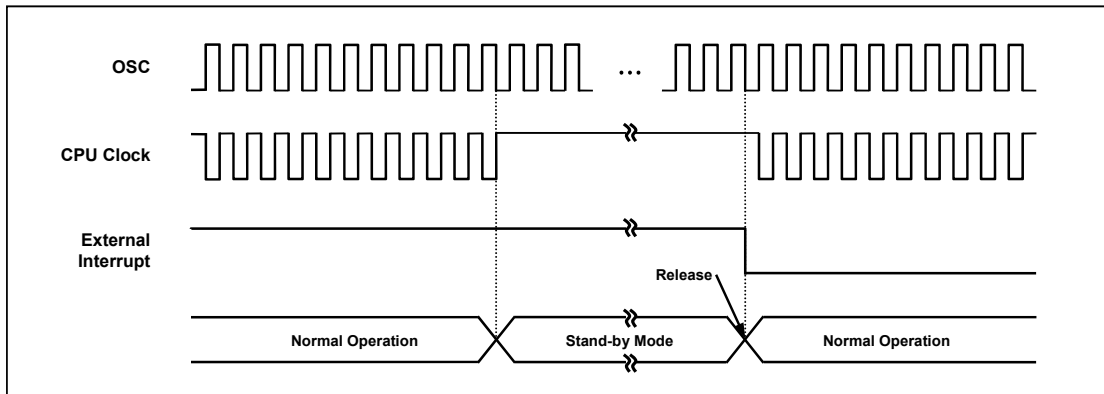 OSC
...
CPU Clock
External
Interrupt
Release
Normal Operation
Stand-by Mode
Normal Operation